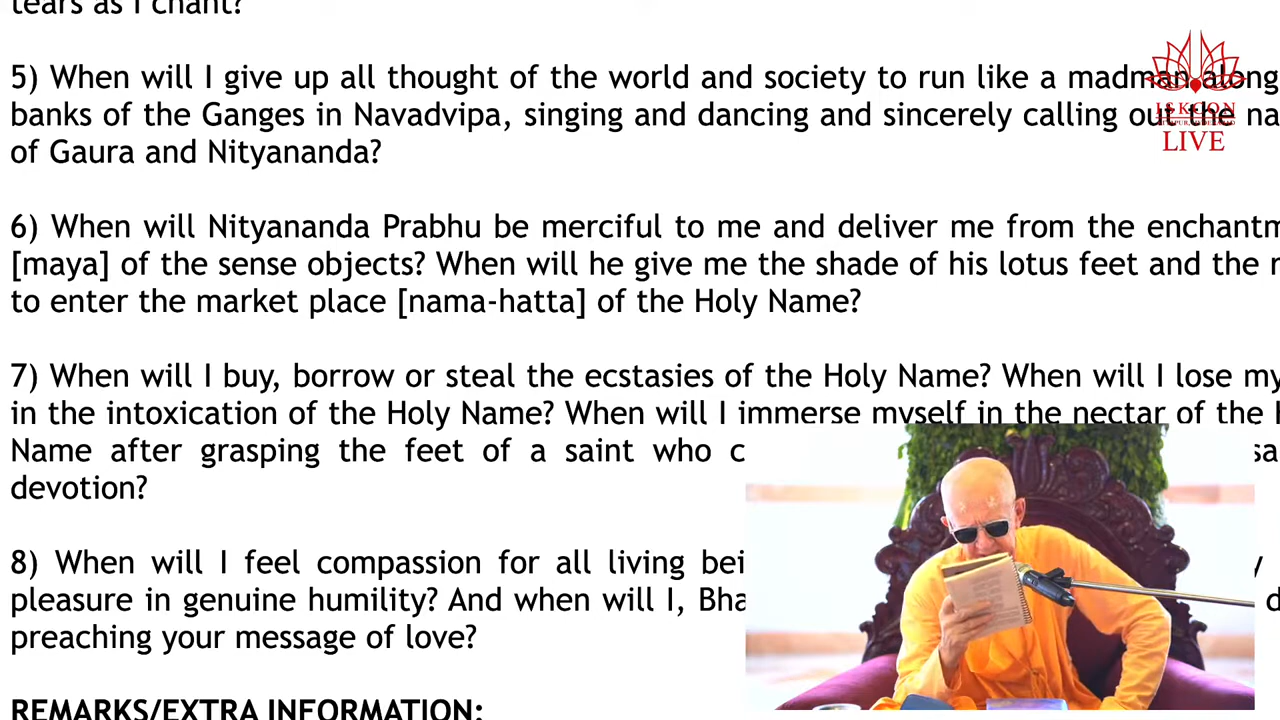 tears as I chant?
5) When will I give up all thought of the world and society to run like a madman along
banks of the Ganges in Navadvipa, singing and dancing and sincerely calling out the na
of Gaura and Nityananda?
6) When will Nityananda Prabhu be merciful to me and deliver me from the enchantm
[maya] of the sense objects? When will he give me the shade of his lotus feet and the
to enter the market place [nama-hatta] of the Holy Name?
7) When will I buy, borrow or steal the ecstasies of the Holy Name? When will I lose my
in the intoxication of the Holy Name? When will I immerse myself in the nectar of the
Name after grasping the feet of a saint who c sa
devotion?
8) When will I feel compassion for all living bei
pleasure in genuine humility? And when will I, Bha d
preaching your message of love?
REMARKS/EXTRA INFORMATION:
ISKCON
LIVE